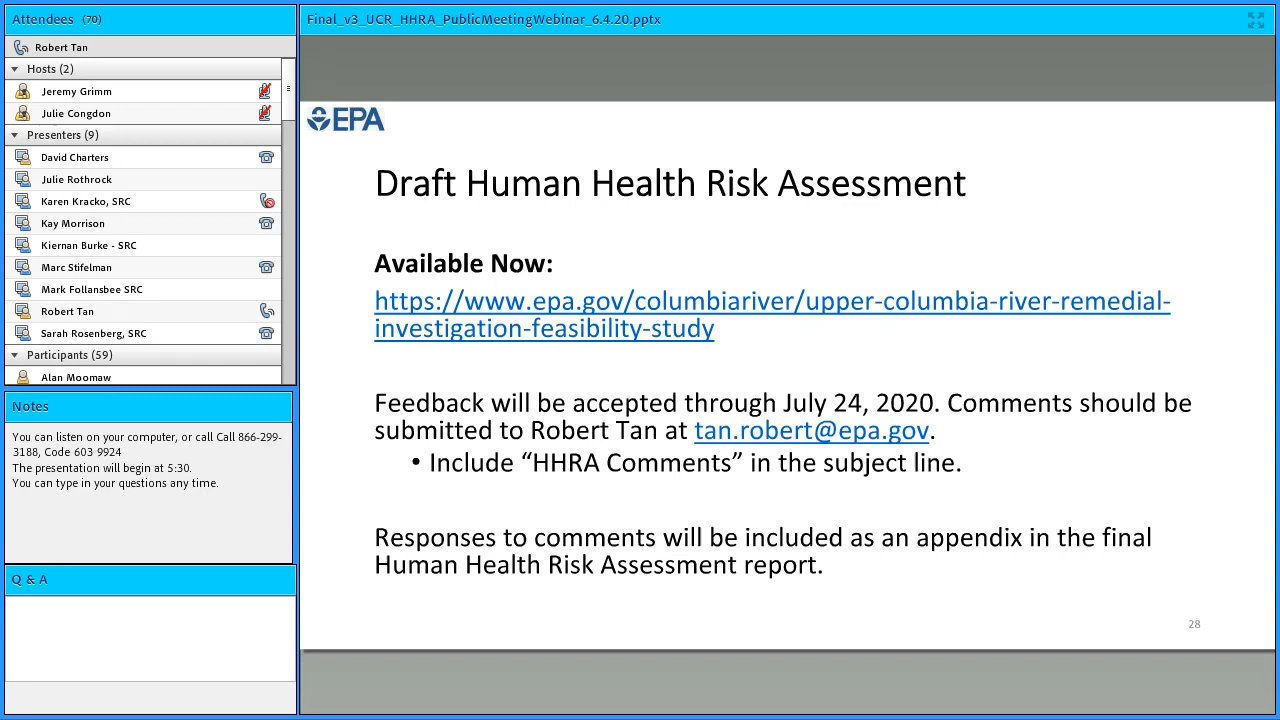 Attendees (70)
Robert Tan
Hosts (2)
Jeremy Grimm
Julie Congdon
Presenters (9)
David Charters
Julie Rothrock
Karen Kracko, SRC
Kay Morrison
Kiernan Burke - SRC
Marc Stifelman
Mark Follansbee SRC
Robert Tan
Sarah Rosenberg, SRC
Participants (59)
Alan Moomaw
Notes
You can listen on your computer, or call Call 866-299-
3188, Code 603 9924
The presentation will begin at 5:30.
You can type in your questions any time.
Q & A
Final_v3_UCR_HHRA_PublicMeetingWebinar_6.4.20.pptx
EPA
Draft Human Health Risk Assessment
Available Now:
https://www.epa.gov/columbiariver/upper-columbia-river-remedial-
investigation-feasibility-study
Feedback will be accepted through July 24, 2020. Comments should be
submitted to Robert Tan at tan.robert@epa.gov.
• Include “HHRA Comments” in the subject line.
Responses to comments will be included as an appendix in the final
Human Health Risk Assessment report.
28